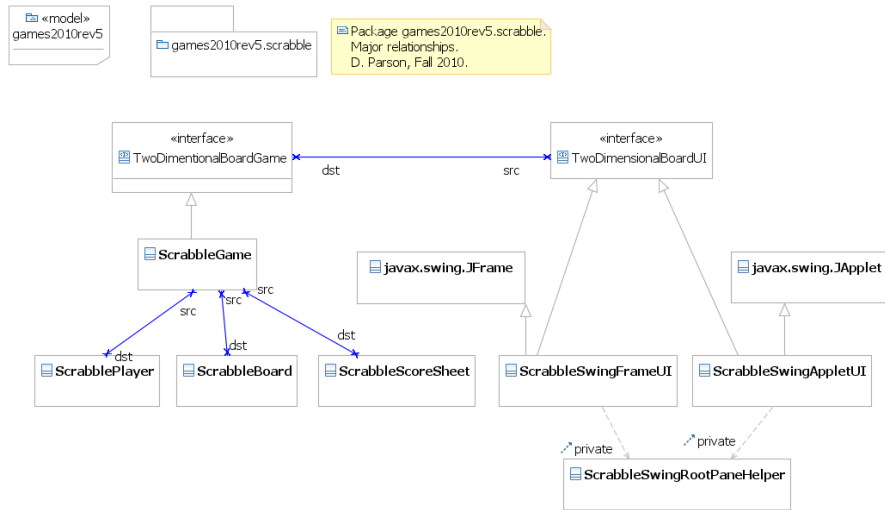 «model»
games2010rev5
games2010rev5.scrabble
Package games2010rev5.scrabble.
Major relationships.
D. Parson, Fall 2010.
«interface»
TwoDimentionalBoardGame
«interface»
TwoDimensionalBoardUI
dst
src
ScrabbleGame
javax.swing.JFrame
javax.swing.JApplet
src
src
src
dst
dst
dst
ScrabblePlayer
ScrabbleBoard
ScrabbleScoreSheet
ScrabbleSwingFrameUI
ScrabbleSwingAppletUI
private
private
ScrabbleSwingRootPaneHelper